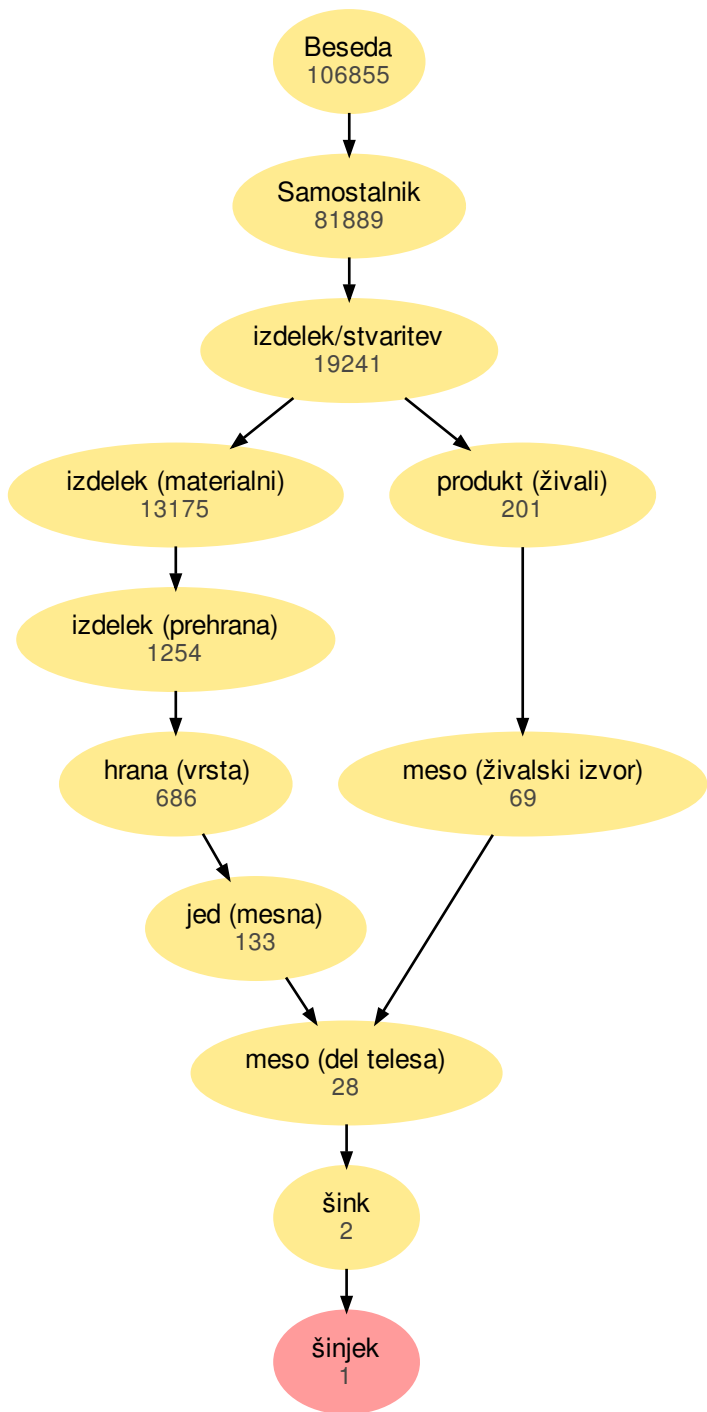 Beseda
106855
Samostalnik
81889
izdelek/stvaritev
19241
izdelek (materialni)
13175
produkt (živali)
201
izdelek (prehrana)
1254
hrana (vrsta)
686
meso (živalski izvor)
69
jed (mesna)
133
meso (del telesa)
28
šink
2
šinjek
1